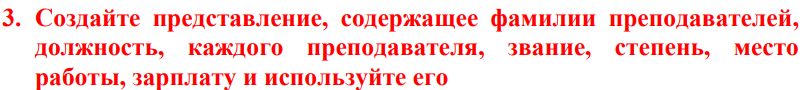 3. Создайте представление, содержащее фамилии преподавателей,
должность, каждого преподавателя, звание, степень, место
работы, зарплату и используйте его